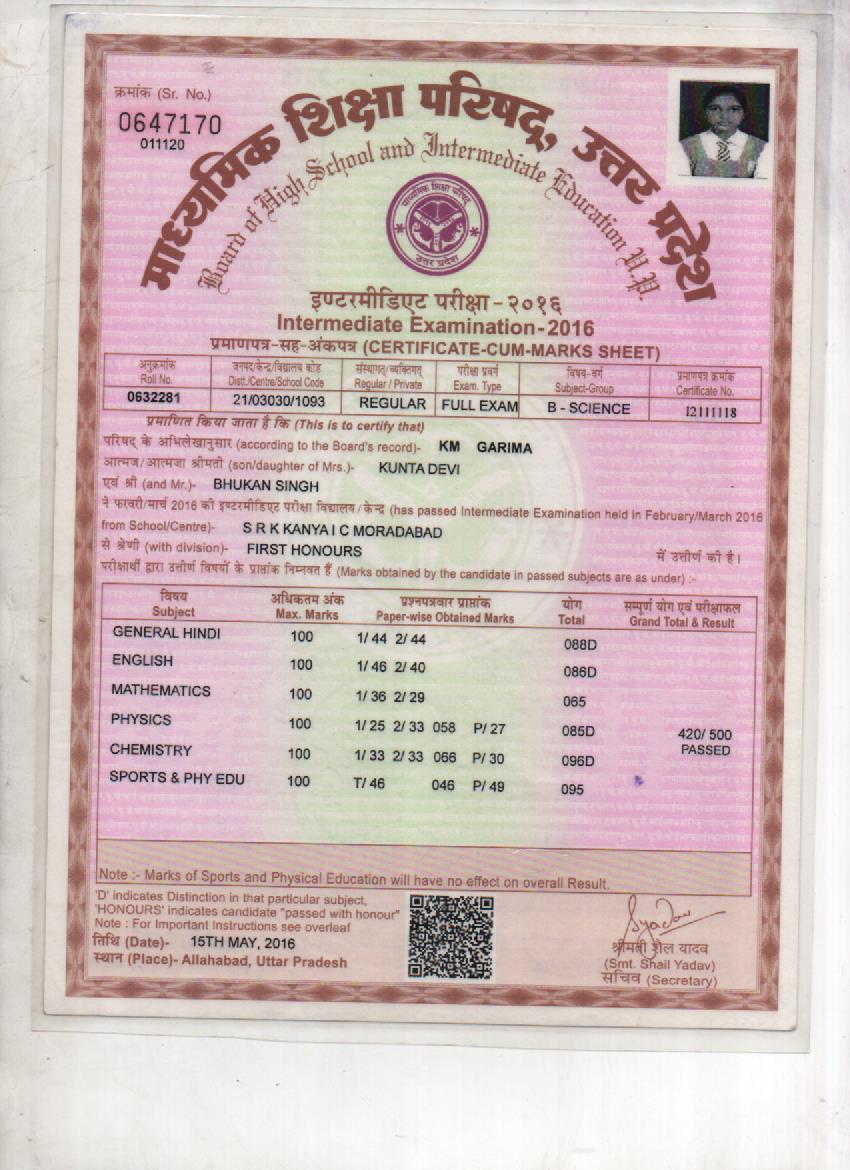 क्रमांक (Sr. No.)
0647170
011120
माध्यमिक शिक्षा परिषद्, उत्तर प्रदेश
Board of High School and Intermediate Education U.P.
माध्यमिक शिक्षा परिषद्
उत्तर प्रदेश
इण्टरमीडिएट परीक्षा-२०१६
Intermediate Examination-2016
प्रमाणपत्र-सह-अंकपत्र (CERTIFICATE-CUM-MARKS SHEET)
अनुक्रमांक जनपद/केन्द्र/विद्यालय कोड संस्थागत/व्यक्तिगत परीक्षा प्रवर्ग विषय-वर्ग प्रमाणपत्र क्रमांक
Roll No. Distt./Centre/School Code Regular / Private Exam. Type Subject-Group Certificate No.
0632281 21/03030/1093 REGULAR FULL EXAM B - SCIENCE 12111118
प्रमाणित किया जाता है कि (This is to certify that)
परिषद् के अभिलेखानुसार (according to the Board's record)- KM GARIMA
आत्मज/आत्मजा श्रीमती (son/daughter of Mrs.)- KUNTA DEVI
एवं श्री (and Mr.)- BHUKAN SINGH
ने फरवरी/मार्च 2016 की इण्टरमीडिएट परीक्षा विद्यालय/केन्द्र (has passed Intermediate Examination held in February/March 2016
from School/Centre)- S R K KANYA I C MORADABAD
से श्रेणी (with division)- FIRST HONOURS में उत्तीर्ण की है।
परीक्षार्थी द्वारा उत्तीर्ण विषयों के प्राप्तांक निम्नवत हैं (Marks obtained by the candidate in passed subjects are as under) :-
विषय अधिकतम अंक प्रश्नपत्रवार प्राप्तांक योग सम्पूर्ण योग एवं परीक्षाफल
Subject Max. Marks Paper-wise Obtained Marks Total Grand Total & Result
GENERAL HINDI 100 1/ 44 2/ 44 088D
ENGLISH 100 1/ 46 2/ 40 086D
MATHEMATICS 100 1/ 36 2/ 29 065
PHYSICS 100 1/ 25 2/ 33 058 P/ 27 085D 420/ 500
CHEMISTRY 100 1/ 33 2/ 33 066 P/ 30 096D PASSED
SPORTS & PHY EDU 100 T/ 46 046 P/ 49 095
Note :- Marks of Sports and Physical Education will have no effect on overall Result.
'D' indicates Distinction in that particular subject,
'HONOURS' indicates candidate "passed with honour"
Note : For Important Instructions see overleaf
तिथि (Date)- 15TH MAY, 2016
स्थान (Place)- Allahabad, Uttar Pradesh
Syadav
श्रीमती शैल यादव
(Smt. Shail Yadav)
सचिव (Secretary)